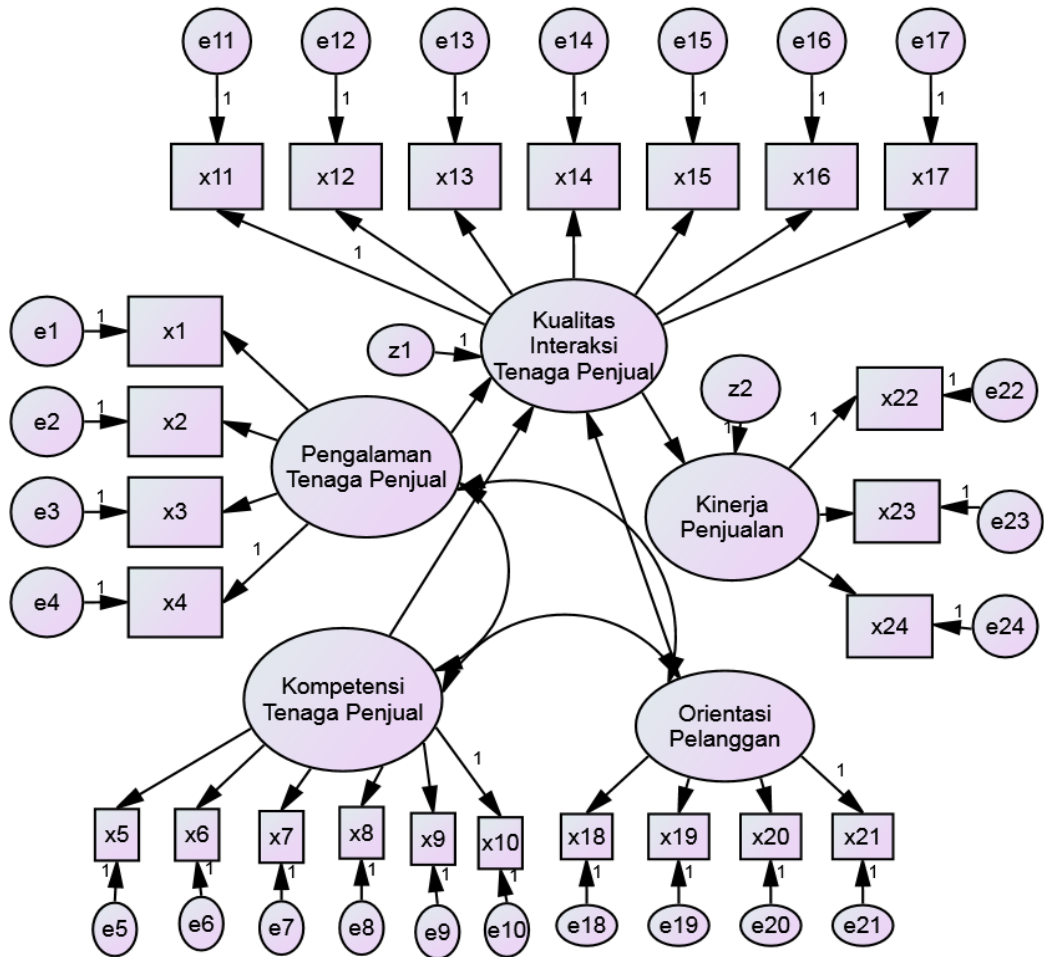 e11 e12 e13 e14 e15 e16 e17
1 1 1 1 1 1 1
x11 x12 x13 x14 x15 x16 x17
1
Kualitas
Interaksi
Tenaga Penjual
z1 1
e1 1 x1
e2 1 x2
e3 1 x3
e4 1 x4
1
Pengalaman
Tenaga Penjual
z2
1
Kinerja
Penjualan
1
x22 1 e22
x23 1 e23
x24 1 e24
Kompetensi
Tenaga Penjual
1
Orientasi
Pelanggan
1
x5 x6 x7 x8 x9 x10
1 1 1 1 1 1
e5 e6 e7 e8 e9 e10
x18 x19 x20 x21
1 1 1 1
e18 e19 e20 e21